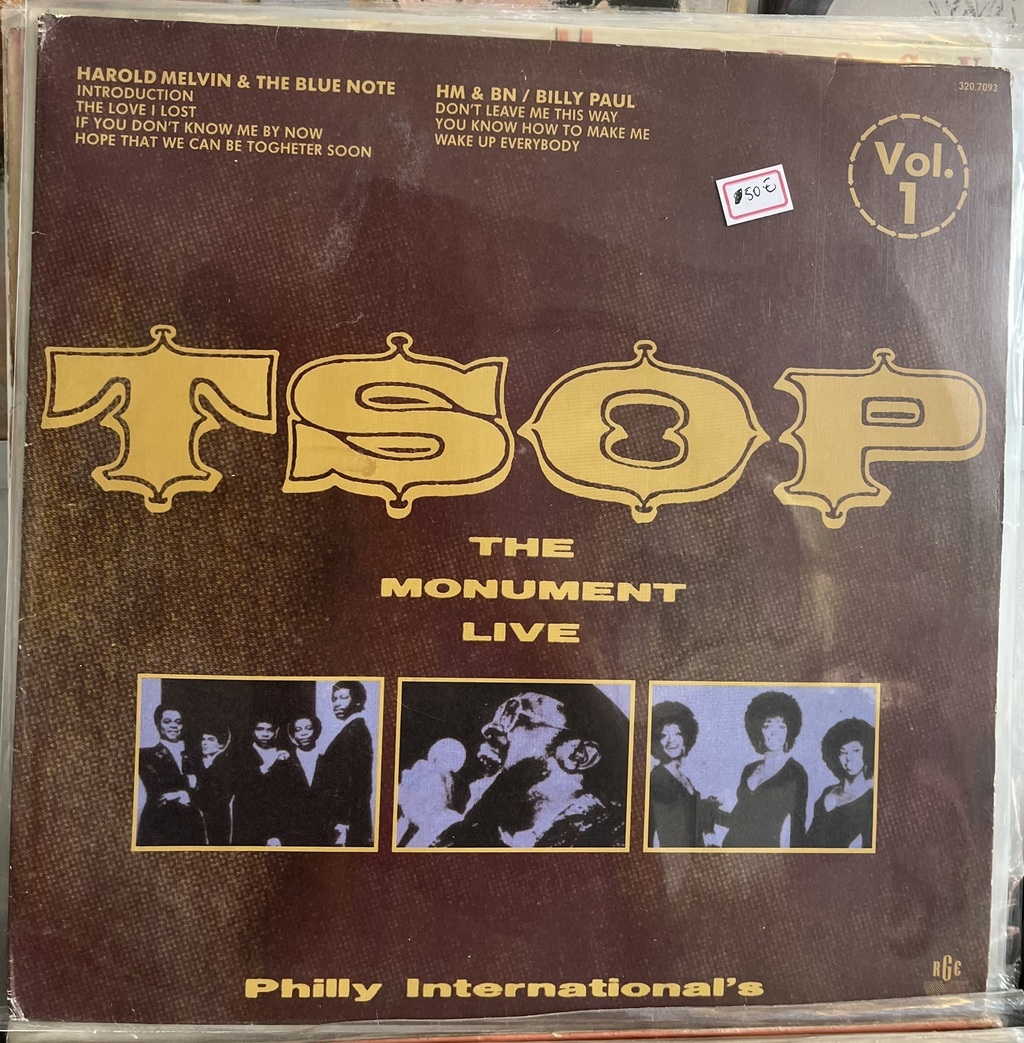 HAROLD MELVIN & THE BLUE NOTE
INTRODUCTION
THE LOVE I LOST
IF YOU DON'T KNOW ME BY NOW
HOPE THAT WE CAN BE TOGHETER SOON
HM & BN / BILLY PAUL
DON'T LEAVE ME THIS WAY
YOU KNOW HOW TO MAKE ME
WAKE UP EVERYBODY
320.7093
Vol.
1
50€
TSOP
THE
MONUMENT
LIVE
Philly International's
RGE